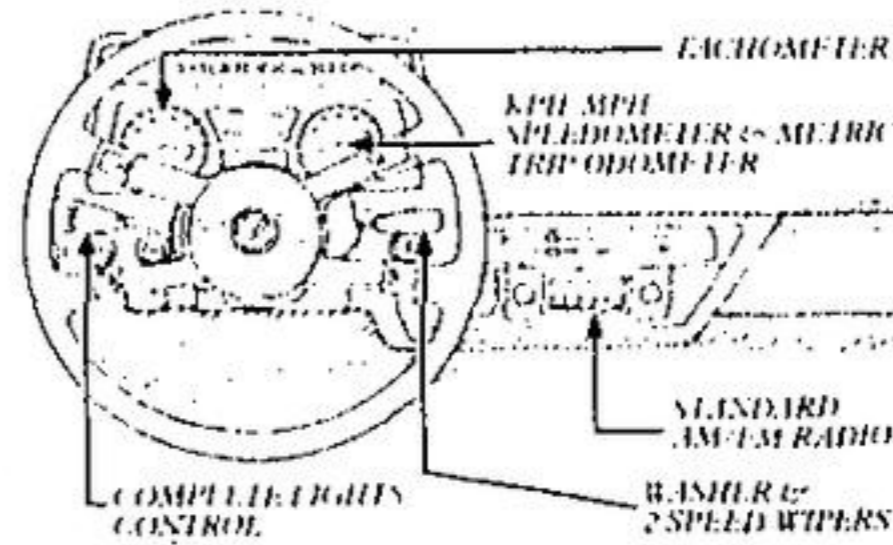 TACHOMETER
KPH MPH
SPEEDOMETER & METRIC
TRIP ODOMETER
STANDARD
AM/FM RADIO
COMPLETE LIGHTS
CONTROL
WASHER &
2 SPEED WIPERS